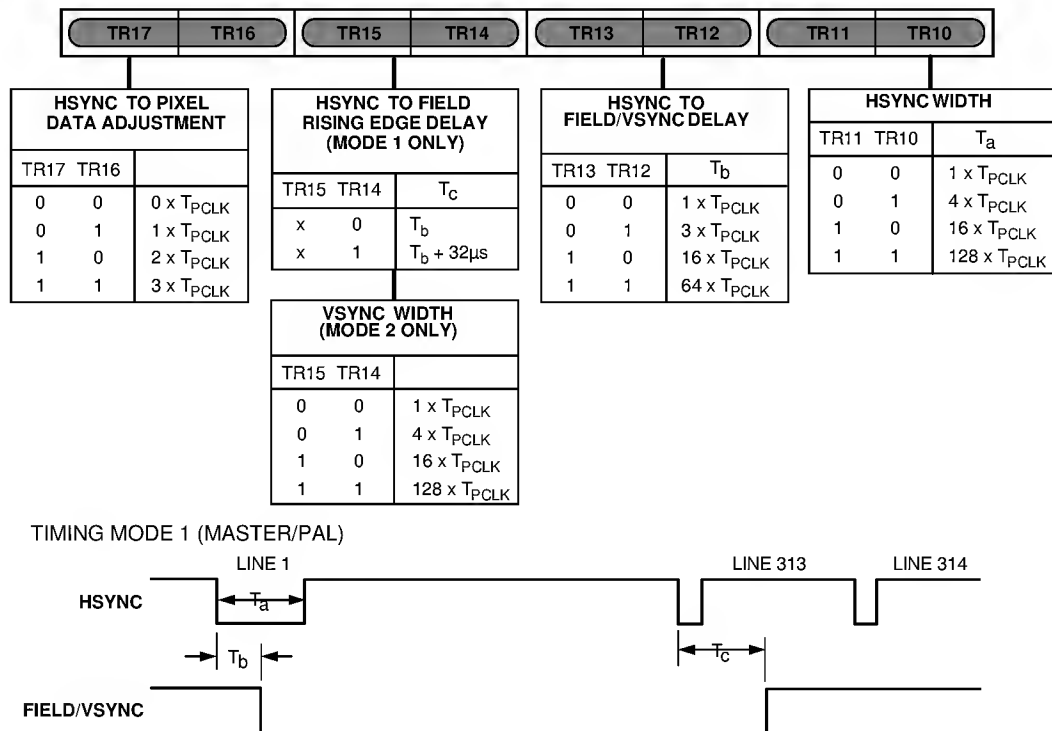 TR17 TR16 TR15 TR14 TR13 TR12 TR11 TR10
HSYNC TO PIXEL
DATA ADJUSTMENT
TR17 TR16
0 0 0 x TPCLK
0 1 1 x TPCLK
1 0 2 x TPCLK
1 1 3 x TPCLK
HSYNC TO FIELD
RISING EDGE DELAY
(MODE 1 ONLY)
TR15 TR14 Tc
x 0 Tb
x 1 Tb + 32µs
VSYNC WIDTH
(MODE 2 ONLY)
TR15 TR14
0 0 1 x TPCLK
0 1 4 x TPCLK
1 0 16 x TPCLK
1 1 128 x TPCLK
HSYNC TO
FIELD/VSYNC DELAY
TR13 TR12 Tb
0 0 1 x TPCLK
0 1 3 x TPCLK
1 0 16 x TPCLK
1 1 64 x TPCLK
HSYNC WIDTH
TR11 TR10 Ta
0 0 1 x TPCLK
0 1 4 x TPCLK
1 0 16 x TPCLK
1 1 128 x TPCLK
TIMING MODE 1 (MASTER/PAL)
LINE 1 LINE 313 LINE 314
HSYNC
Ta
Tb
Tc
FIELD/VSYNC